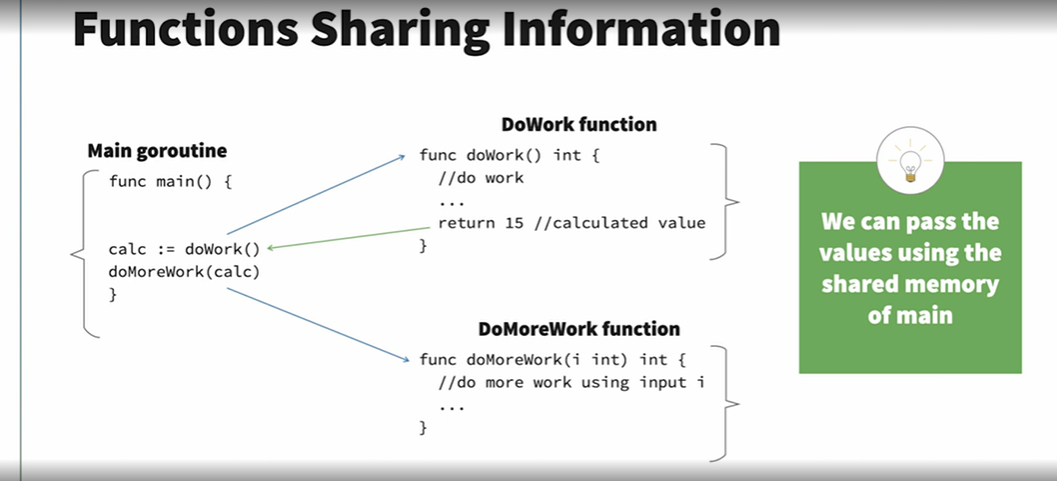 Functions Sharing Information
Main goroutine
func main() {
calc := doWork()
doMoreWork(calc)
}
DoWork function
func doWork() int {
//do work
...
return 15 //calculated value
}
DoMoreWork function
func doMoreWork(i int) int {
//do more work using input i
...
}
We can pass the
values using the
shared memory
of main